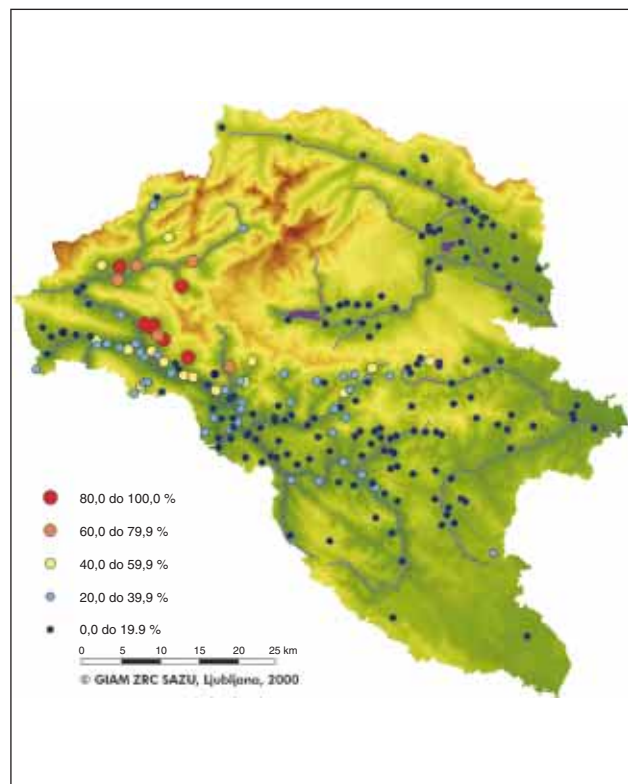 80,0 do 100,0 %
60,0 do 79,9 %
40,0 do 59,9 %
20,0 do 39,9 %
0,0 do 19.9 %
0 5 10 15 20 25 km
© GIAM ZRC SAZU, Ljubljana, 2000